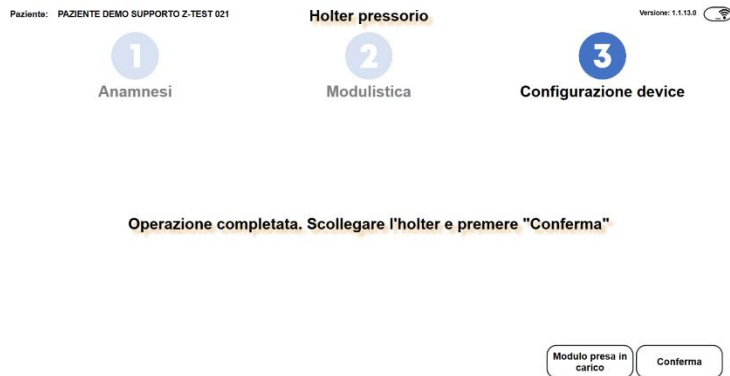 Paziente: PAZIENTE DEMO SUPPORTO Z-TEST 021
Holter pressorio
Versione: 1.1.13.0
1
Anamnesi
2
Modulistica
3
Configurazione device
Operazione completata. Scollegare l'holter e premere "Conferma"
Modulo presa in
carico
Conferma